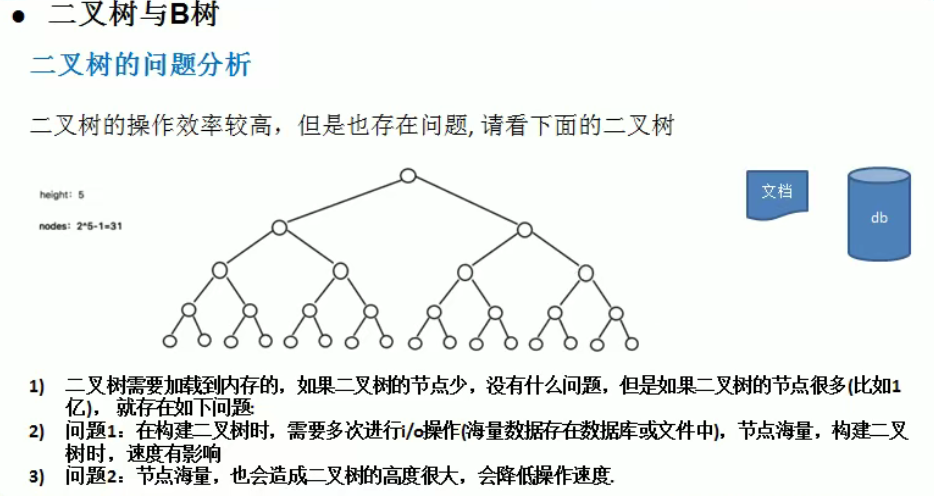 ● 二叉树与B树
二叉树的问题分析
二叉树的操作效率较高，但是也存在问题, 请看下面的二叉树
height：5
nodes：2^5-1=31
文档
db
1) 二叉树需要加载到内存的，如果二叉树的节点少，没有什么问题，但是如果二叉树的节点很多(比如1
亿)， 就存在如下问题:
2) 问题1：在构建二叉树时，需要多次进行i/o操作(海量数据存在数据库或文件中)，节点海量，构建二叉
树时，速度有影响
3) 问题2：节点海量，也会造成二叉树的高度很大，会降低操作速度.